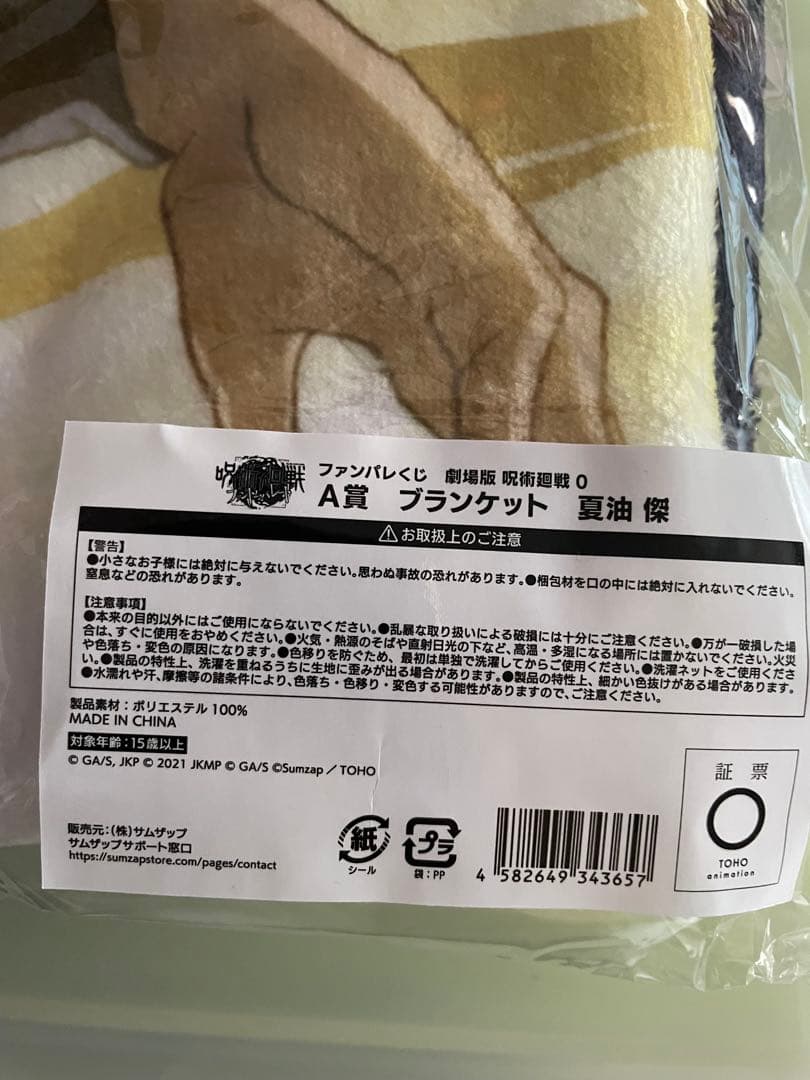 呪術廻戦
ファンパレくじ 劇場版 呪術廻戦 0
A賞 ブランケット 夏油 傑
⚠お取扱上のご注意
【警告】
●小さなお子様には絶対に与えないでください。思わぬ事故の恐れがあります。●梱包材を口の中には絶対に入れないでください。
窒息などの恐れがあります。
【注意事項】
●本来の目的以外にはご使用にならないでください。●乱暴な取り扱いによる破損には十分にご注意ください。●万が一破損した場
合は、すぐに使用をおやめください。●火気・熱源のそばや直射日光の下など、高温・多湿になる場所には置かないでください。火災
や色落ち・変色の原因になります。●色移りを防ぐため、最初は単独で洗濯してからご使用ください。●洗濯ネットをご使用くださ
い。●製品の特性上、洗濯を重ねるうちに生地に歪みが出る場合があります。●製品の特性上、細かい色抜けがある場合があります。
●水濡れや汗、摩擦等の諸条件により、色落ち・色移り・変色する可能性がありますので、ご注意ください。
製品素材：ポリエステル 100%
MADE IN CHINA
対象年齢：15歳以上
© GA/S, JKP © 2021 JKMP © GA/S ©Sumzap／TOHO
販売元：(株)サムザップ
サムザップサポート窓口
https://sumzapstore.com/pages/contact
紙
シール
プラ
袋：PP
4 582649 343657
証 票
TOHO
animation